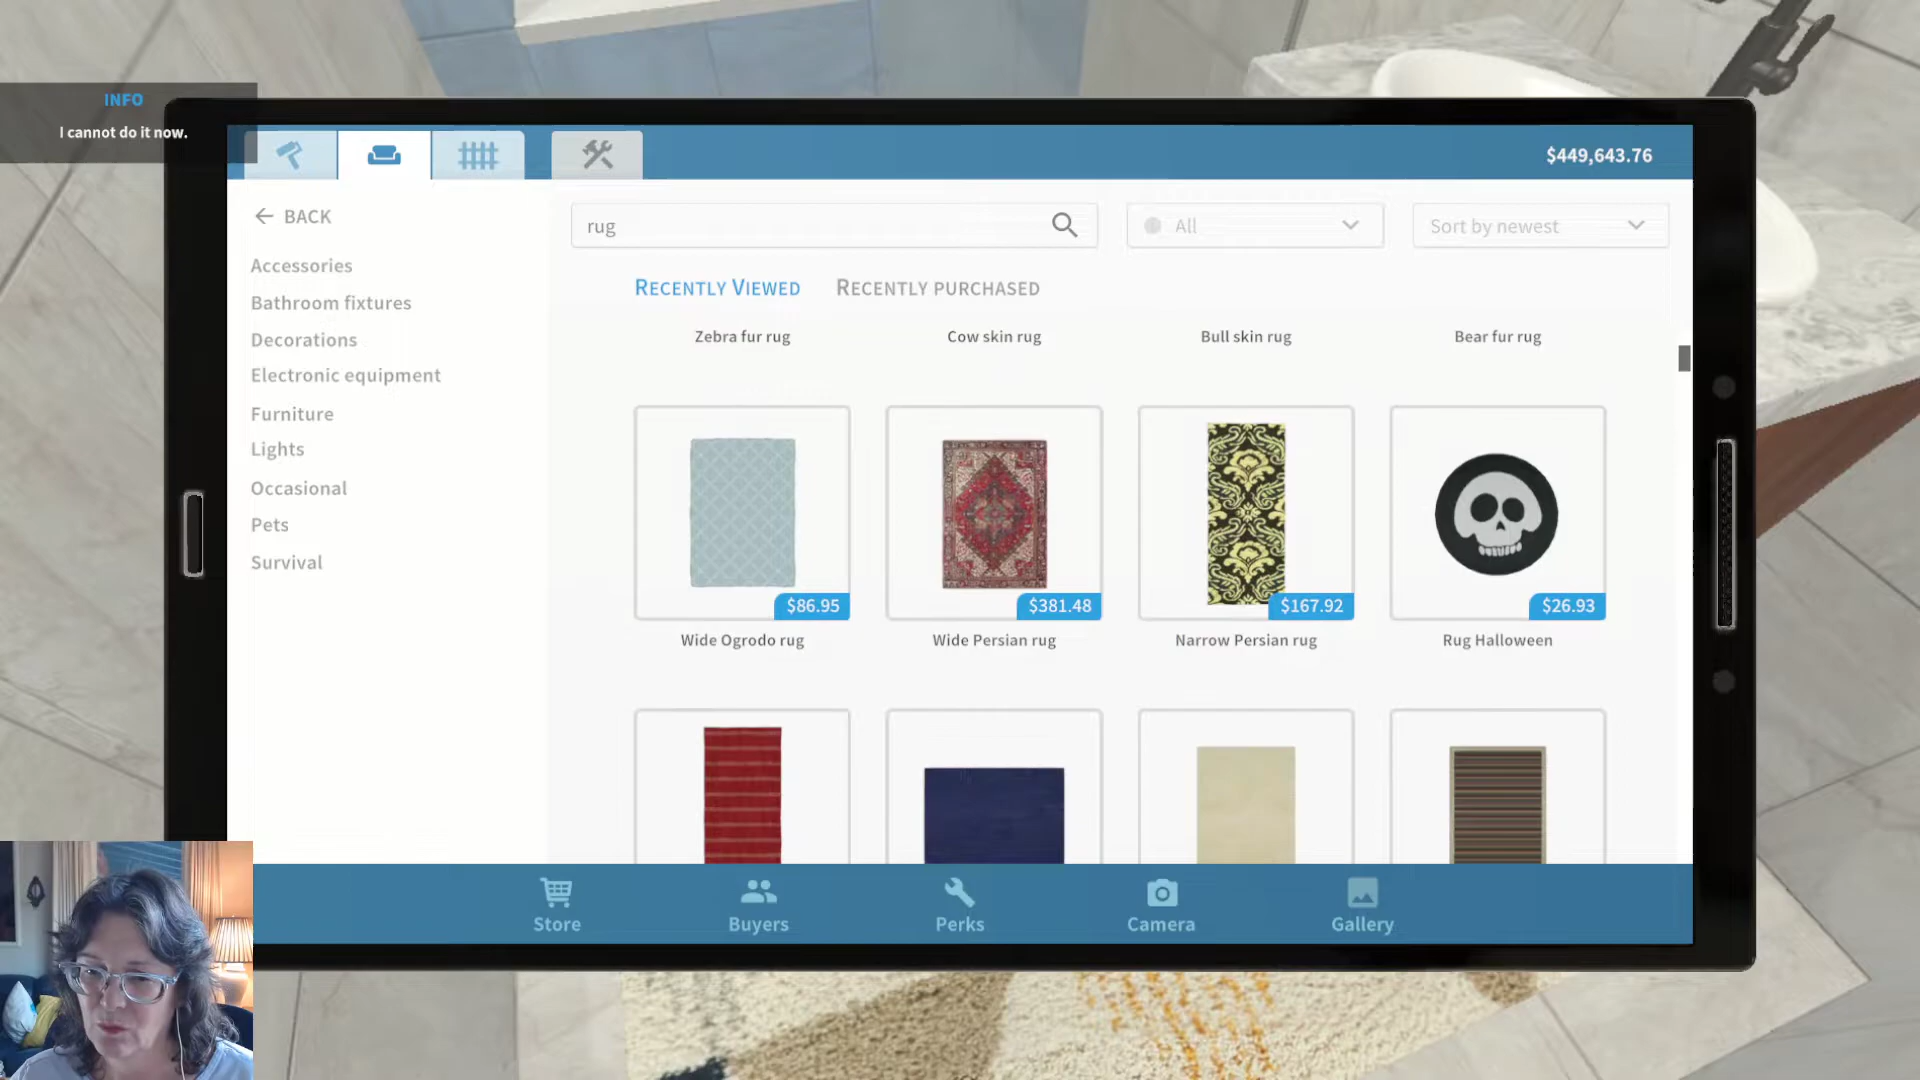 INFO
I cannot do it now.
$449,643.76
BACK
rug
All
Sort by newest
Accessories
Bathroom fixtures
Decorations
Electronic equipment
Furniture
Lights
Occasional
Pets
Survival
RECENTLY VIEWED
RECENTLY PURCHASED
Zebra fur rug
Cow skin rug
Bull skin rug
Bear fur rug
$86.95
$381.48
$167.92
$26.93
Wide Ogrodo rug
Wide Persian rug
Narrow Persian rug
Rug Halloween
Store
Buyers
Perks
Camera
Gallery